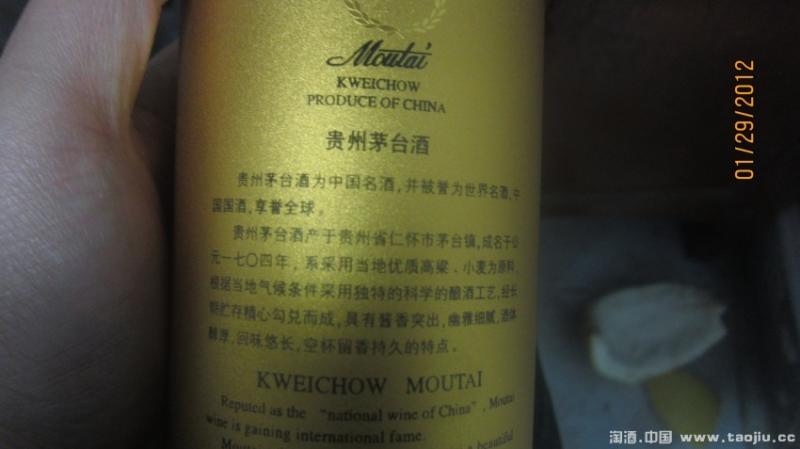 Moutai
KWEICHOW
PRODUCE OF CHINA
贵州茅台酒
贵州茅台酒为中国名酒,并被誉为世界名酒,中
国国酒,享誉全球。
贵州茅台酒产于贵州省仁怀市茅台镇,成名于公
元一七〇四年, 系采用当地优质高粱、小麦为原料,
根据当地气候条件采用独特的科学的酿酒工艺,经长
期贮存精心勾兑而成,具有酱香突出,幽雅细腻,酒体
醇厚,回味悠长,空杯留香持久的特点。
KWEICHOW MOUTAI
Reputed as the “national wine of China”, Moutai
wine is gaining international fame.
beautiful
01/29/2012
淘酒.中国 www.taojiu.cc